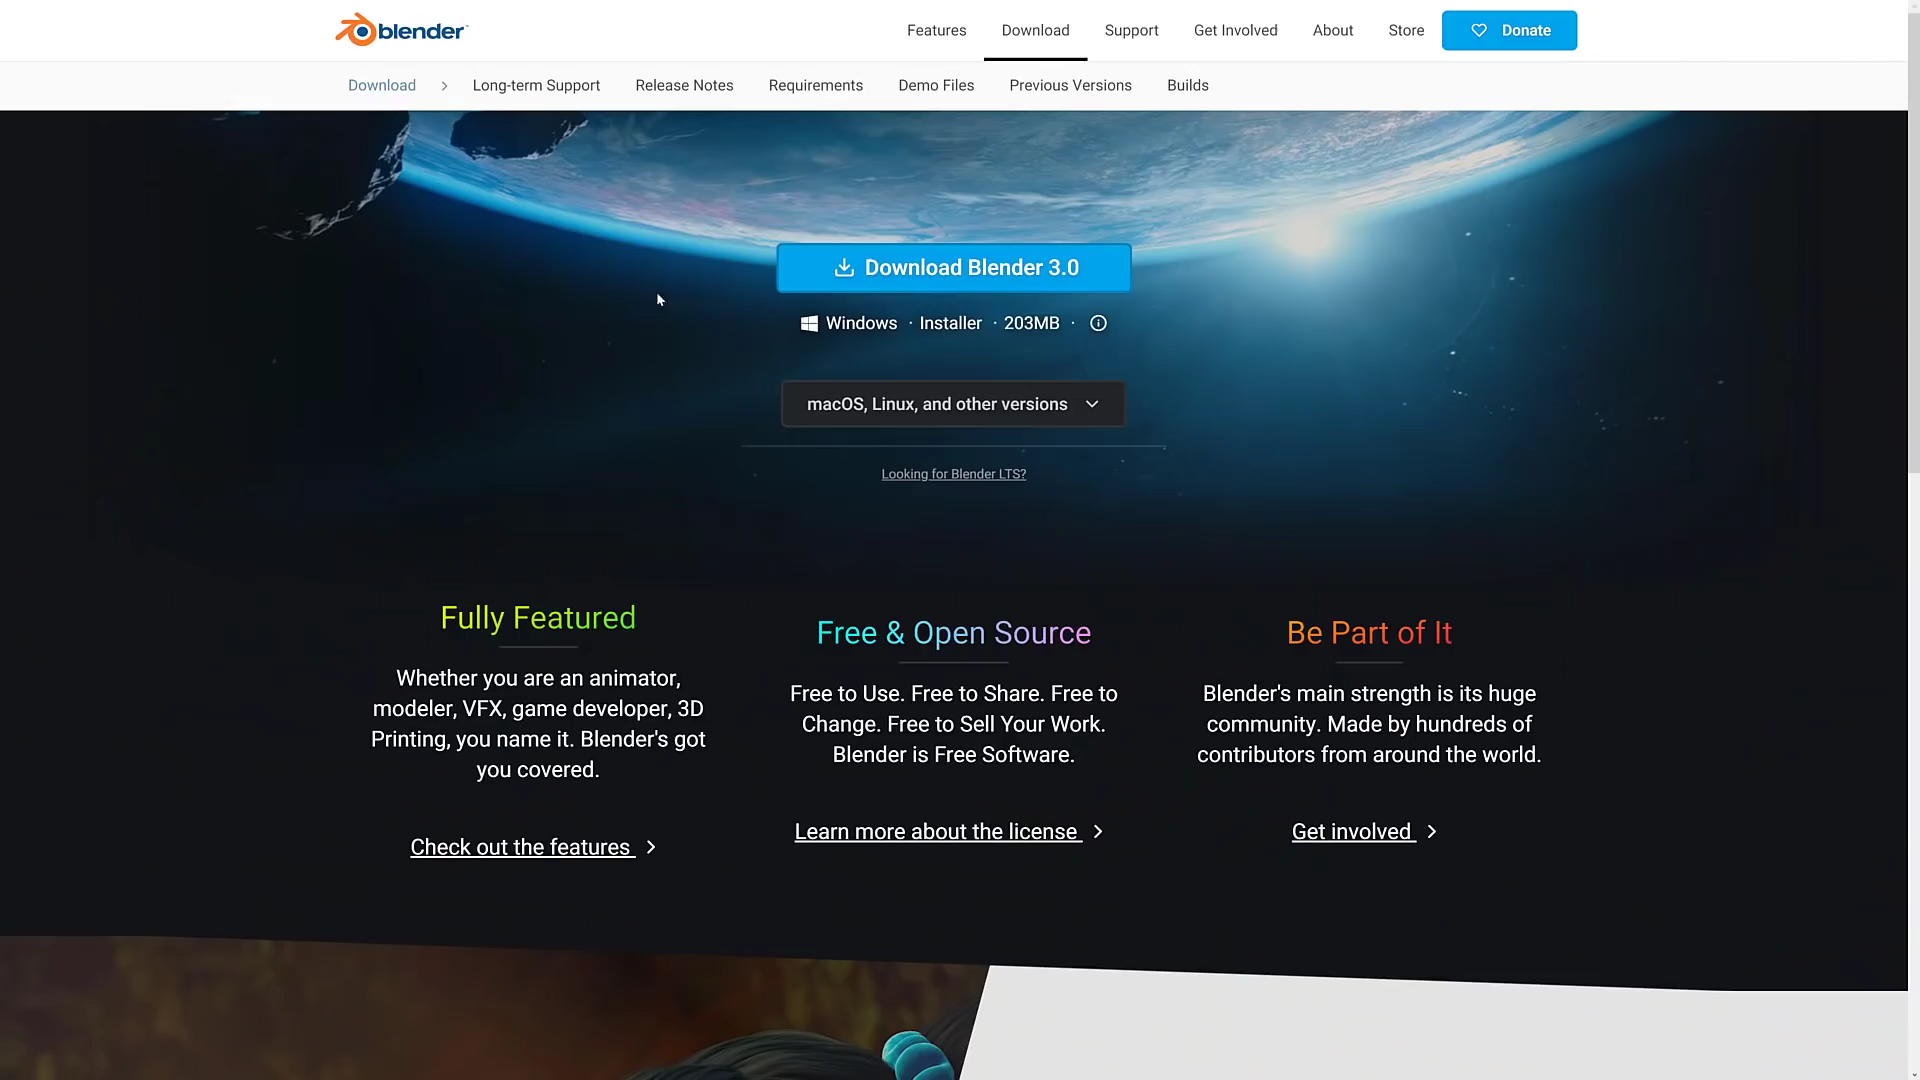 blender
Features Download Support Get Involved About Store Donate
Download Long-term Support Release Notes Requirements Demo Files Previous Versions Builds
Download Blender 3.0
Windows · Installer · 203MB ·
macOS, Linux, and other versions
Looking for Blender LTS?
Fully Featured
Whether you are an animator,
modeler, VFX, game developer, 3D
Printing, you name it. Blender's got
you covered.
Check out the features
Free & Open Source
Free to Use. Free to Share. Free to
Change. Free to Sell Your Work.
Blender is Free Software.
Learn more about the license
Be Part of It
Blender's main strength is its huge
community. Made by hundreds of
contributors from around the world.
Get involved